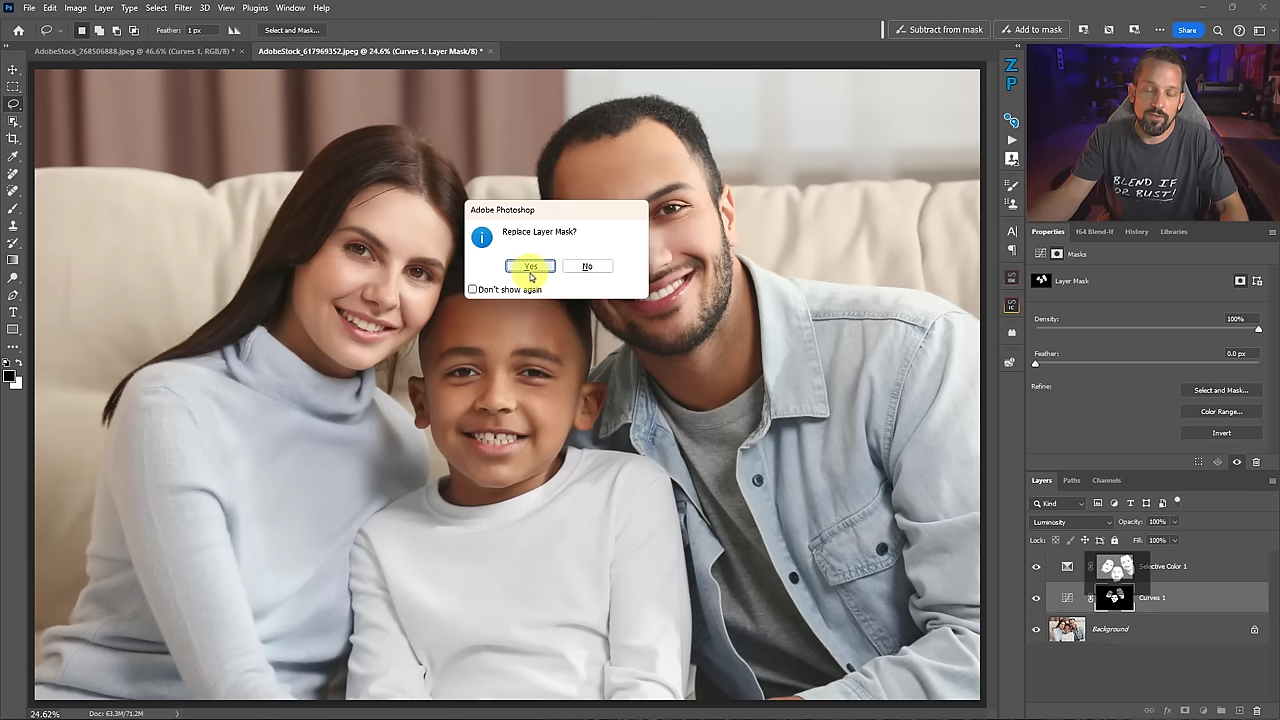 Ps File Edit Image Layer Type Select Filter 3D View Plugins Window Help
Feather: 1 px Select and Mask... Subtract from mask Add to mask Share
AdobeStock_268506888.jpeg @ 46.6% (Curves 1, RGB/8) * × AdobeStock_617969352.jpeg @ 24.6% (Curves 1, Layer Mask/8) * ×
Z
P
BLEND IF
OR BUST!
Adobe Photoshop
Replace Layer Mask?
Yes No
Don't show again
Properties f64 Blend-If History Libraries
Masks
Layer Mask
Density: 100%
Feather: 0.0 px
Refine:
Select and Mask...
Color Range...
Invert
Layers Paths Channels
Kind
Luminosity Opacity: 100%
Lock: Fill: 100%
Selective Color 1
Curves 1
Background
24.62% Doc: 63.3M/71.2M